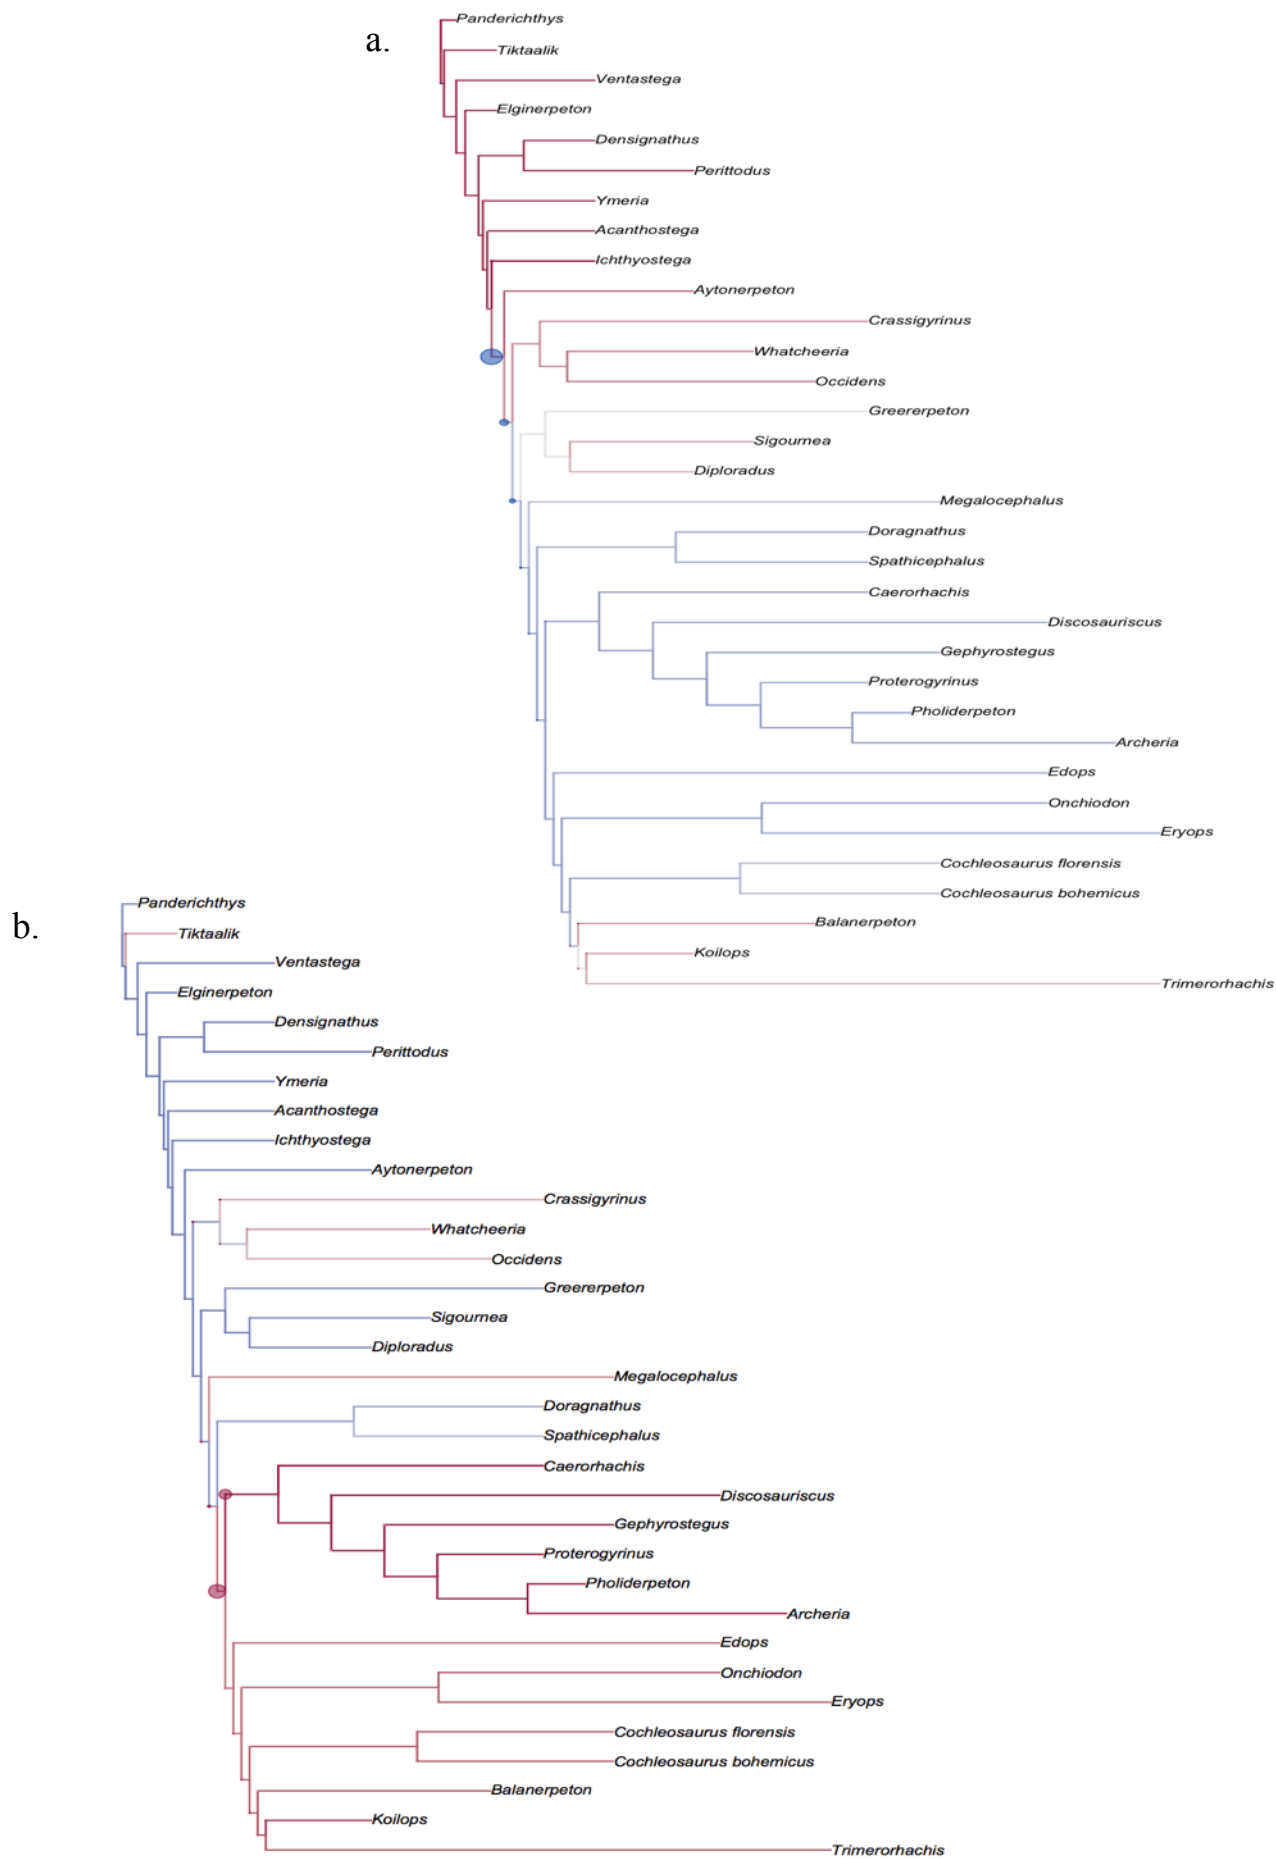 a.
Panderichthys
Tiktaalik
Ventastega
Elginerpeton
Densignathus
Perittodus
Ymeria
Acanthostega
Ichthyostega
Aytonerpeton
Crassigyrinus
Whatcheeria
Occidens
Greererpeton
Sigournea
Diploradus
Megalocephalus
Doragnathus
Spathicephalus
Caerorhachis
Discosauriscus
Gephyrostegus
Proterogyrinus
Pholiderpeton
Archeria
Edops
Onchiodon
Eryops
Cochleosaurus florensis
Cochleosaurus bohemicus
Balanerpeton
Koilops
Trimerorhachis
b.
Panderichthys
Tiktaalik
Ventastega
Elginerpeton
Densignathus
Perittodus
Ymeria
Acanthostega
Ichthyostega
Aytonerpeton
Crassigyrinus
Whatcheeria
Occidens
Greererpeton
Sigournea
Diploradus
Megalocephalus
Doragnathus
Spathicephalus
Caerorhachis
Discosauriscus
Gephyrostegus
Proterogyrinus
Pholiderpeton
Archeria
Edops
Onchiodon
Eryops
Cochleosaurus florensis
Cochleosaurus bohemicus
Balanerpeton
Koilops
Trimerorhachis